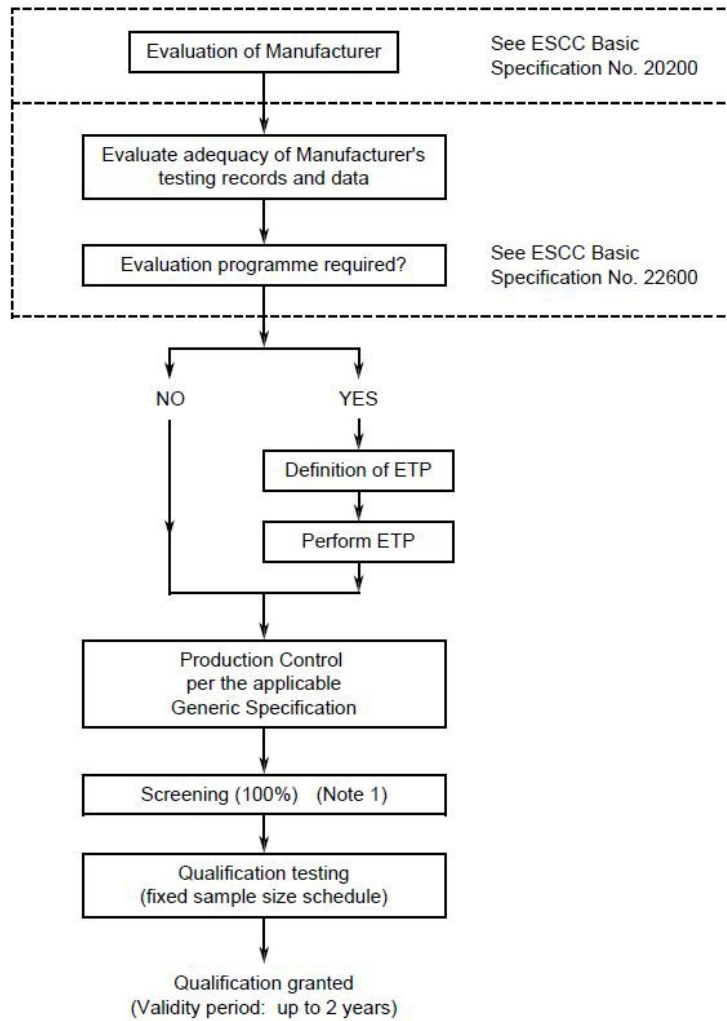 Evaluation of Manufacturer
See ESCC Basic
Specification No. 20200
Evaluate adequacy of Manufacturer's
testing records and data
Evaluation programme required?
See ESCC Basic
Specification No. 22600
NO
YES
Definition of ETP
Perform ETP
Production Control
per the applicable
Generic Specification
Screening (100%) (Note 1)
Qualification testing
(fixed sample size schedule)
Qualification granted
(Validity period: up to 2 years)